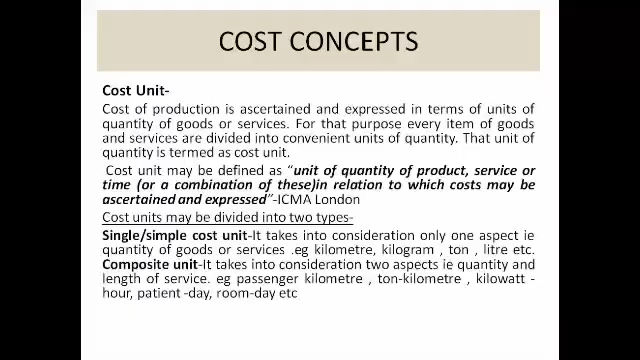 COST CONCEPTS
Cost Unit-
Cost of production is ascertained and expressed in terms of units of
quantity of goods or services. For that purpose every item of goods
and services are divided into convenient units of quantity. That unit of
quantity is termed as cost unit.
Cost unit may be defined as "unit of quantity of product, service or
time (or a combination of these)in relation to which costs may be
ascertained and expressed"-ICMA London
Cost units may be divided into two types-
Single/simple cost unit-It takes into consideration only one aspect ie
quantity of goods or services .eg kilometre, kilogram , ton , litre etc.
Composite unit-It takes into consideration two aspects ie quantity and
length of service. eg passenger kilometre , ton-kilometre , kilowatt -
hour, patient -day, room-day etc